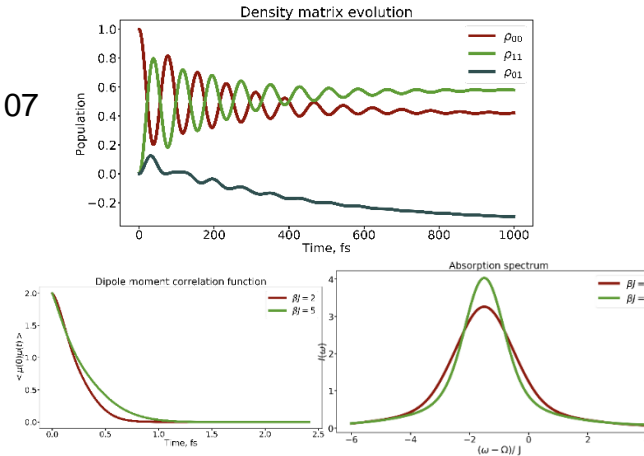 Density matrix evolution
ρ00
ρ11
ρ01
07
Population
1.0
0.8
0.6
0.4
0.2
0.0
−0.2
0 200 400 600 800 1000
Time, fs
Dipole moment correlation function
βJ = 2
βJ = 5
< μ(0)μ(t) >
2.0
1.5
1.0
0.5
0.0
0.0 0.5 1.0 1.5 2.0 2.5
Time, fs
Absorption spectrum
βJ =
βJ =
I(ω)
4
3
2
1
0
−6 −4 −2 0 2
(ω − Ω)/ J